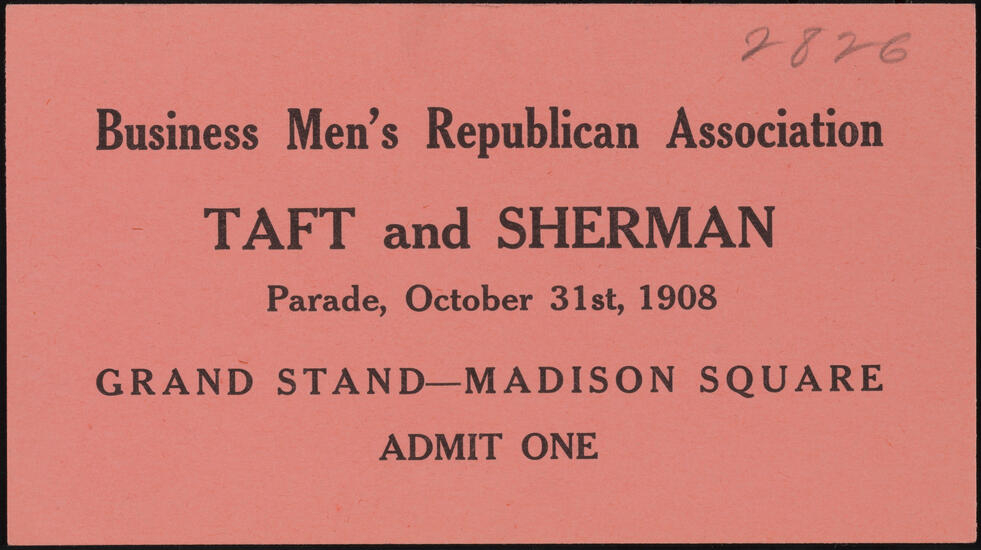 2826
Business Men's Republican Association
TAFT and SHERMAN
Parade, October 31st, 1908
GRAND STAND—MADISON SQUARE
ADMIT ONE